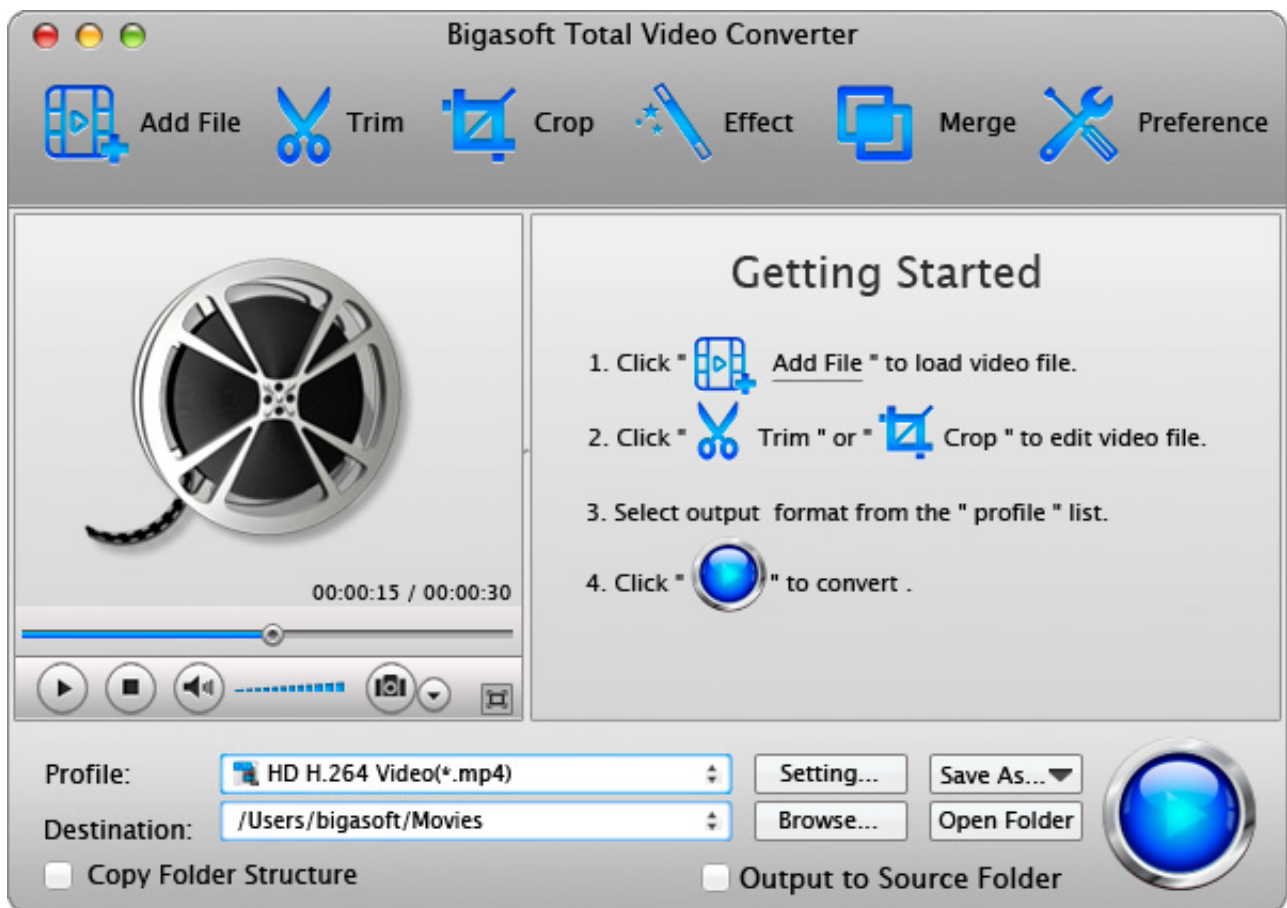 Bigasoft Total Video Converter
Add File Trim Crop Effect Merge Preference
Getting Started
1. Click " Add File " to load video file.
2. Click " Trim " or " Crop " to edit video file.
3. Select output format from the " profile " list.
4. Click " " to convert .
00:00:15 / 00:00:30
Profile: HD H.264 Video(*.mp4) Setting... Save As...
Destination: /Users/bigasoft/Movies Browse... Open Folder
Copy Folder Structure Output to Source Folder